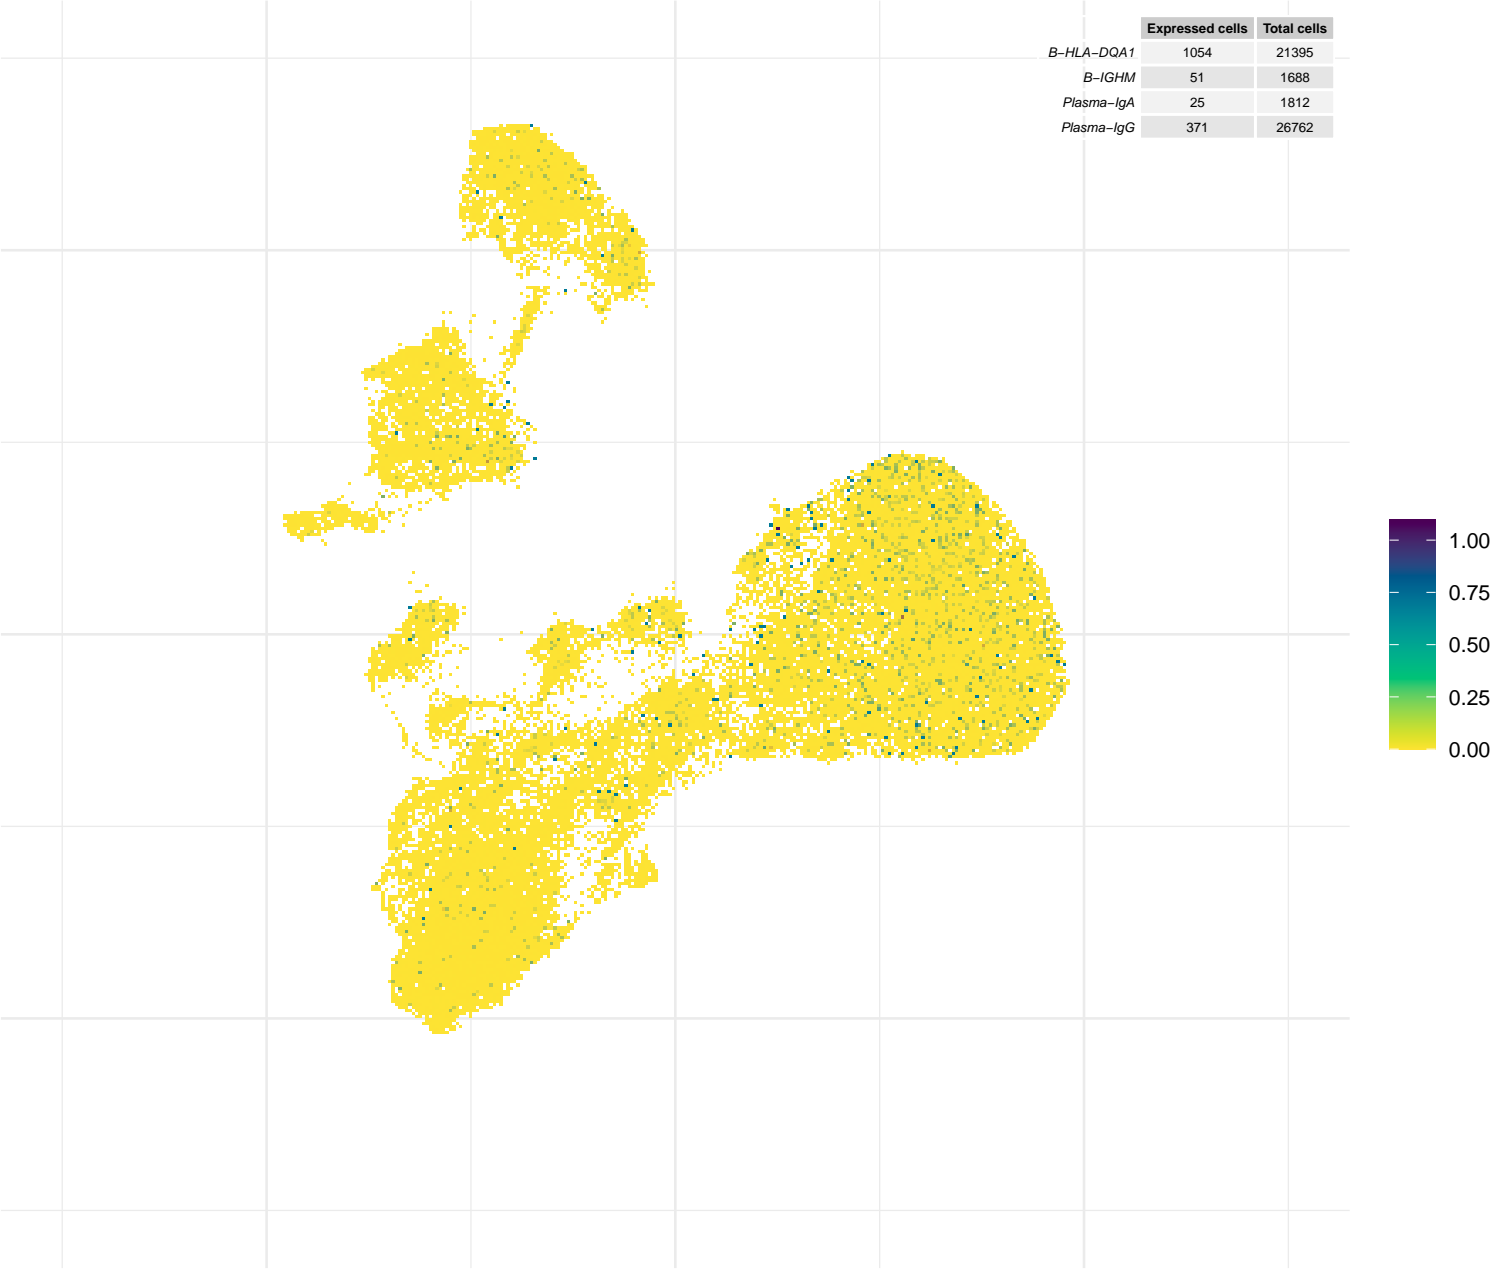 Expressed cells Total cells
B−HLA−DQA1 1054 21395
B−IGHM 51 1688
Plasma−IgA 25 1812
Plasma−IgG 371 26762
1.00
0.75
0.50
0.25
0.00